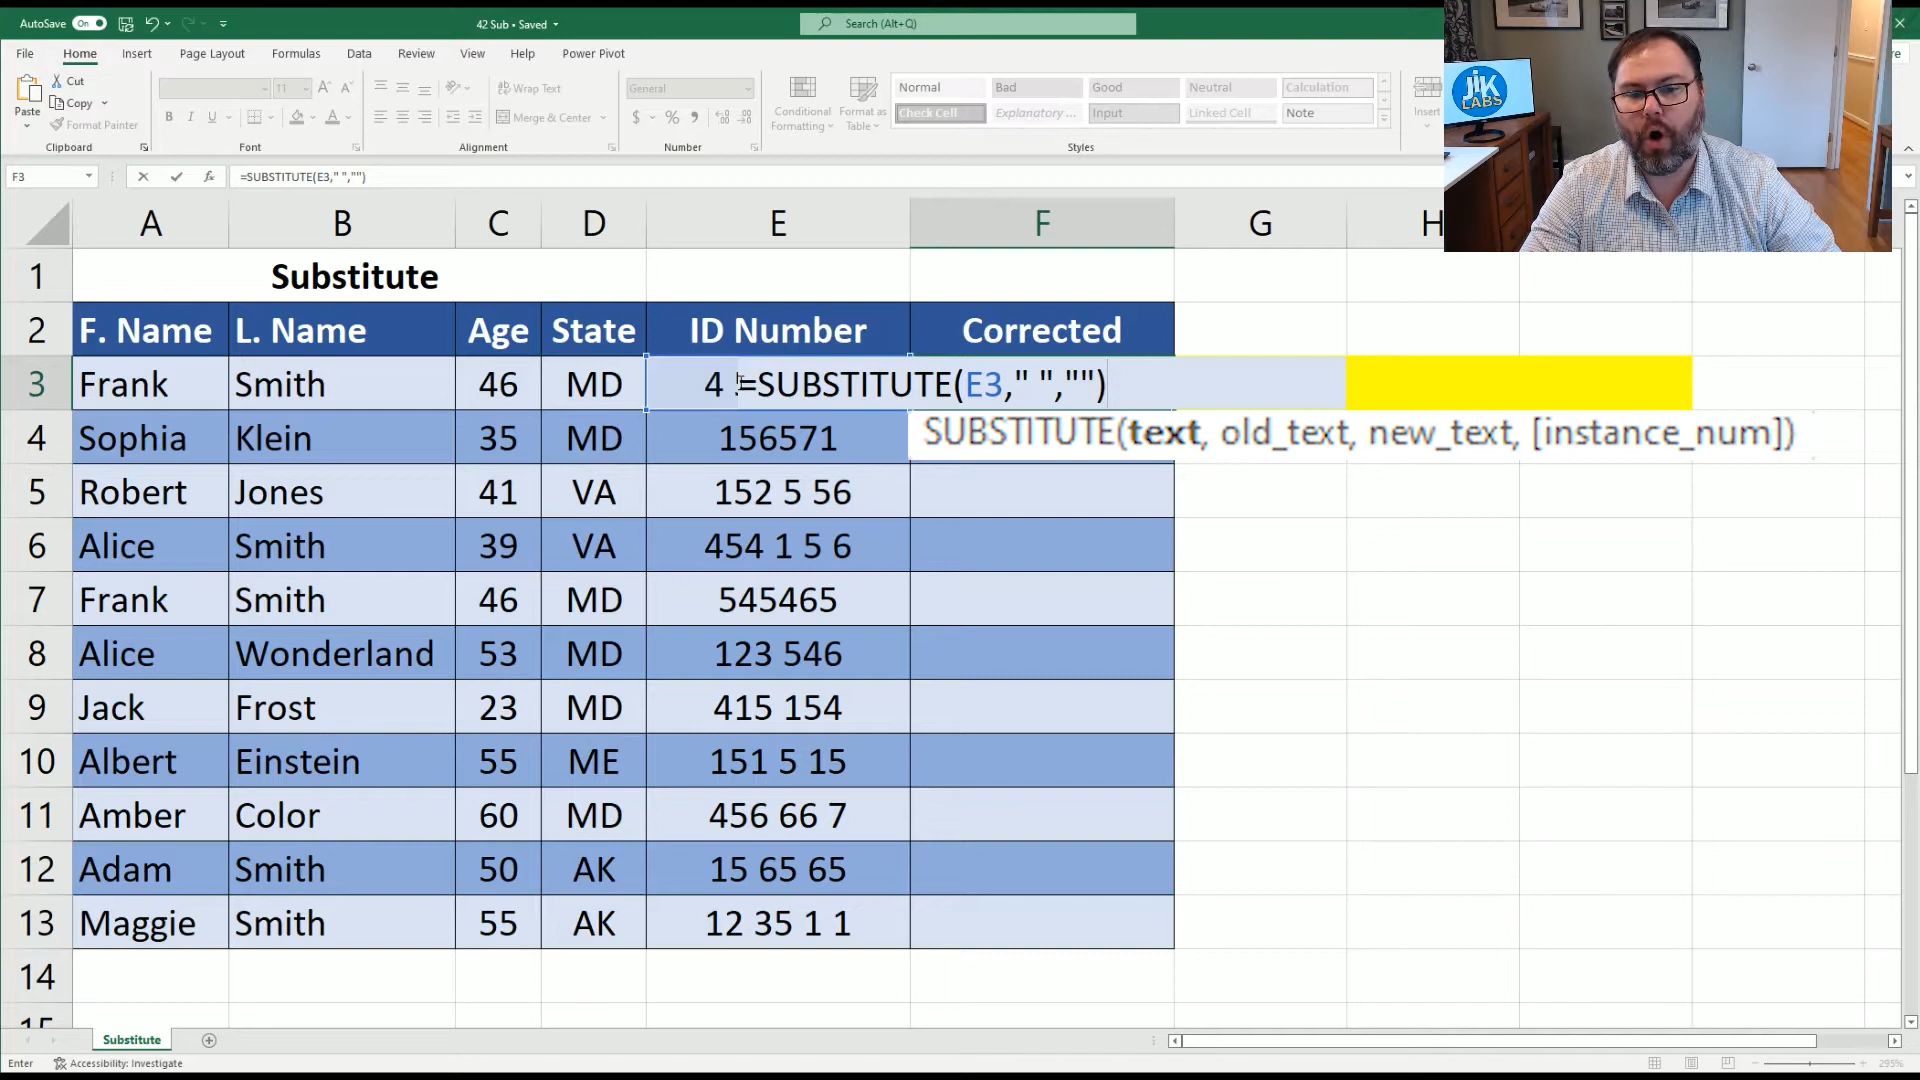 AutoSave On 42 Sub • Saved Search (Alt+Q)
File Home Insert Page Layout Formulas Data Review View Help Power Pivot
Cut
Copy
Format Painter
Paste
Clipboard
11
Font
Wrap Text
Merge & Center
Alignment
General
Number
Conditional Formatting
Format as Table
Normal Bad Good Neutral Calculation
Check Cell Explanatory ... Input Linked Cell Note
Styles
Insert
JiK
LABS
F3 fx =SUBSTITUTE(E3," ","")
A B C D E F G H
1 Substitute
2 F. Name L. Name Age State ID Number Corrected
3 Frank Smith 46 MD 4 =SUBSTITUTE(E3," ","")
SUBSTITUTE(text, old_text, new_text, [instance_num])
4 Sophia Klein 35 MD 156571
5 Robert Jones 41 VA 152 5 56
6 Alice Smith 39 VA 454 1 5 6
7 Frank Smith 46 MD 545465
8 Alice Wonderland 53 MD 123 546
9 Jack Frost 23 MD 415 154
10 Albert Einstein 55 ME 151 5 15
11 Amber Color 60 MD 456 66 7
12 Adam Smith 50 AK 15 65 65
13 Maggie Smith 55 AK 12 35 1 1
14
15
Substitute
Enter Accessibility: Investigate 295%